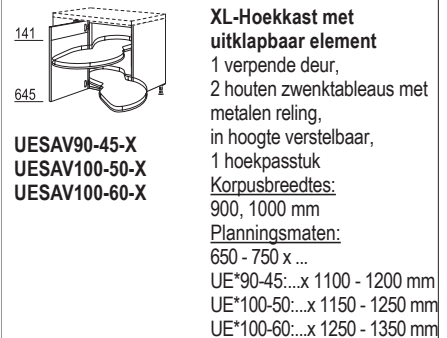 141
645
UESAV90-45-X
UESAV100-50-X
UESAV100-60-X
XL-Hoekkast met
uitklapbaar element
1 verpende deur,
2 houten zwenktableaus met
metalen reling,
in hoogte verstelbaar,
1 hoekpasstuk
Korpusbreedtes:
900, 1000 mm
Planningsmaten:
650 - 750 x ...
UE*90-45:...x 1100 - 1200 mm
UE*100-50:...x 1150 - 1250 mm
UE*100-60:...x 1250 - 1350 mm